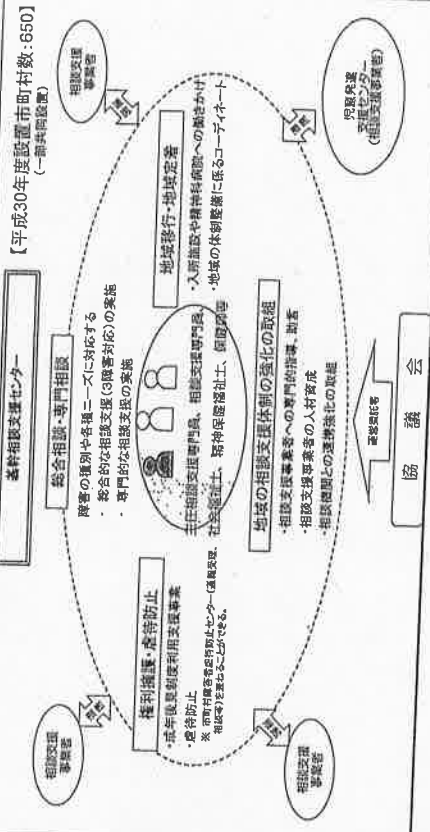 基幹相談支援センター
【平成30年度設置市町村数:650】
(一部共同設置)
総合相談・専門相談
障害の種別や各種ニーズに対応する
・ 総合的な相談支援(3障害対応)の実施
・ 専門的な相談支援の実施
権利擁護・虐待防止
・成年後見制度利用支援事業
・虐待防止
※ 市町村障害者虐待防止センター(通報受理、
相談等)を兼ねることができる。
主任相談支援専門員、相談支援専門員、
社会福祉士、精神保健福祉士、保健師等
地域移行・地域定着
・入所施設や精神科病院への働きかけ
・地域の体制整備に係るコーディネート
地域の相談支援体制の強化の取組
・相談支援事業者への専門的指導、助言
・相談支援事業者の人材育成
・相談機関との連携強化の取組
相談支援
事業者
連携
相談支援
事業者
連携
相談支援
事業者
連携
児童発達
支援センター
(相談支援事業者)
連携
運営委託等
協議会